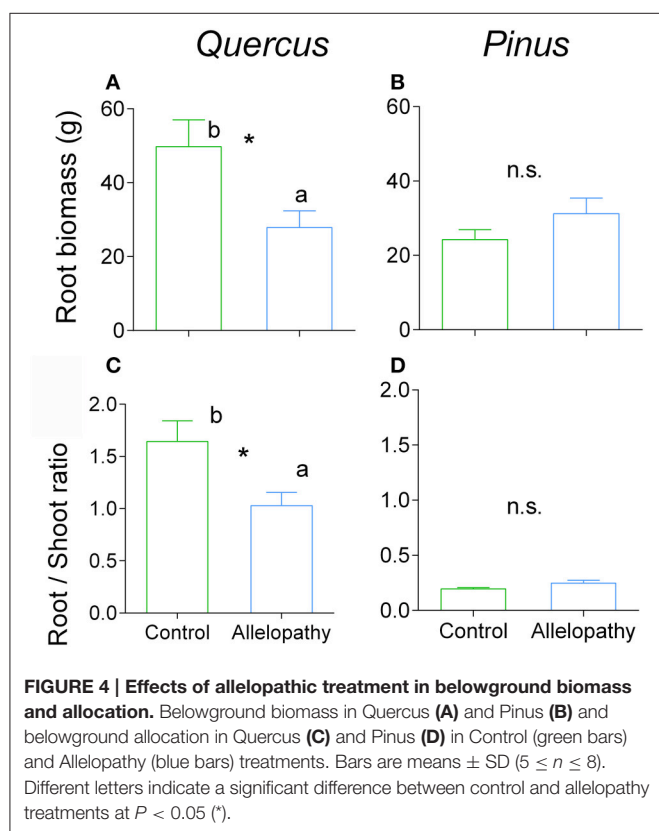 Quercus
Pinus
A
Root biomass (g)
60
40
20
0
b
*
a
B
60
40
20
0
n.s.
C
Root / Shoot ratio
2.0
1.5
1.0
0.5
0.0
b
*
a
Control
Allelopathy
D
2.0
1.5
1.0
0.5
0.0
n.s.
Control
Allelopathy
FIGURE 4 | Effects of allelopathic treatment in belowground biomass
and allocation. Belowground biomass in Quercus (A) and Pinus (B) and
belowground allocation in Quercus (C) and Pinus (D) in Control (green bars)
and Allelopathy (blue bars) treatments. Bars are means ± SD (5 ≤ n ≤ 8).
Different letters indicate a significant difference between control and allelopathy
treatments at P < 0.05 (*).